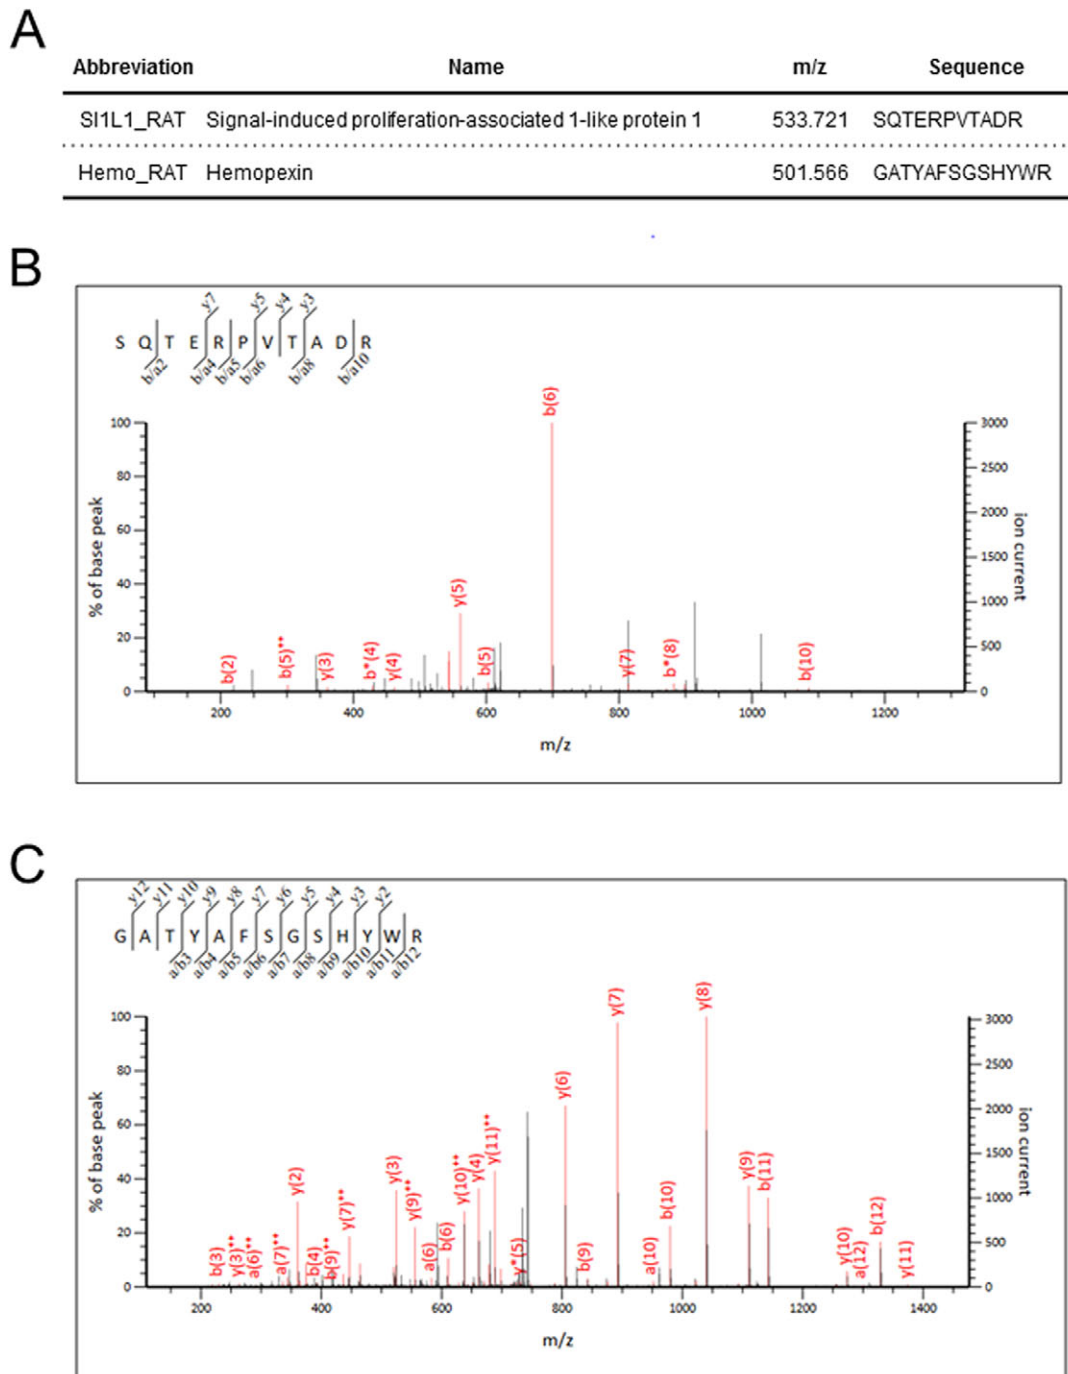 A
Abbreviation Name m/z Sequence
SI1L1_RAT Signal-induced proliferation-associated 1-like protein 1 533.721 SQTERPVTADR
Hemo_RAT Hemopexin 501.566 GATYAFSGSHYWR
B
y7 y5 y4 y3
S Q T E R P V T A D R
b/a2 b/a4 b/a5 b/a6 b/a8 b/a10
% of base peak
100
80
60
40
20
0
b(2) b(5)** y(3) b*(4) y(4) y(5) b(5) b(6) y(7) b*(8) b(10)
3000
2500
2000
1500
1000
500
0
ion current
200 400 600 800 1000 1200
m/z
C
y12 y11 y10 y9 y8 y7 y6 y5 y4 y3 y2
G A T Y A F S G S H Y W R
a/b3 a/b4 a/b5 a/b6 a/b7 a/b8 a/b9 a/b10 a/b11 a/b12
% of base peak
100
80
60
40
20
0
b(3) y(3)** a(6)** a(7)** y(2) b(4) b(9)** y(7)** y(3) y(9)** a(6) b(6) y(10)** y(4) y(11)** y*(5) y(6) b(9) y(7) a(10) b(10) y(8) y(9) b(11) y(10) a(12) b(12) y(11)
3000
2500
2000
1500
1000
500
0
ion current
200 400 600 800 1000 1200 1400
m/z